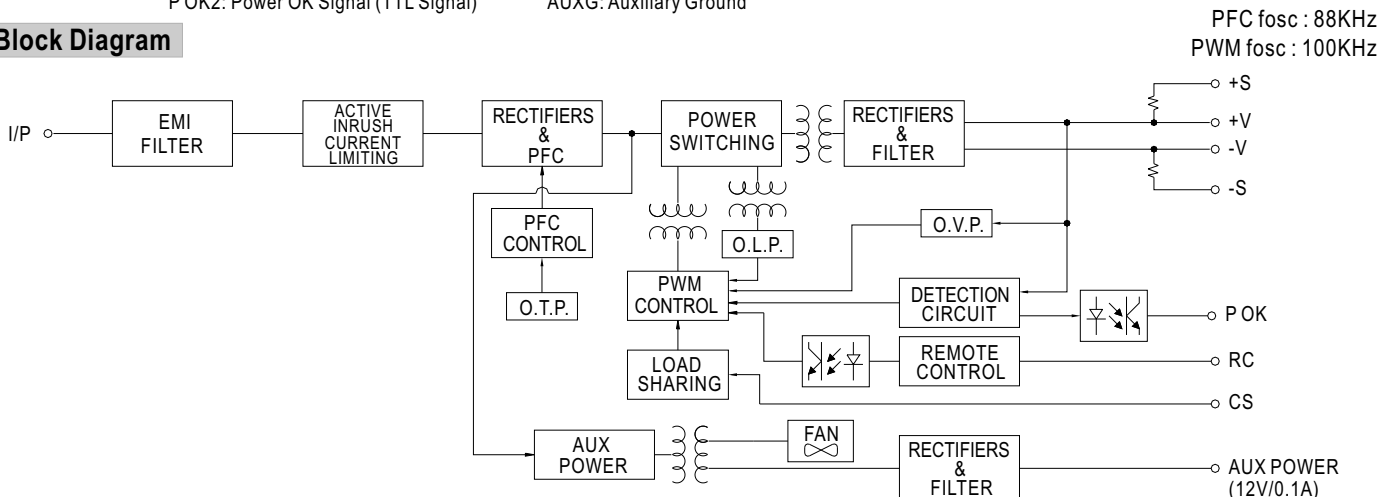 P OK2: Power OK Signal (TTL Signal) AUXG: Auxiliary Ground
Block Diagram
PFC fosc : 88KHz
PWM fosc : 100KHz
I/P
EMI
FILTER
ACTIVE
INRUSH
CURRENT
LIMITING
RECTIFIERS
&
PFC
POWER
SWITCHING
RECTIFIERS
&
FILTER
+S
+V
-V
-S
PFC
CONTROL
O.T.P.
O.L.P.
O.V.P.
PWM
CONTROL
DETECTION
CIRCUIT
P OK
LOAD
SHARING
REMOTE
CONTROL
RC
CS
AUX
POWER
FAN
RECTIFIERS
&
FILTER
AUX POWER
(12V/0.1A)